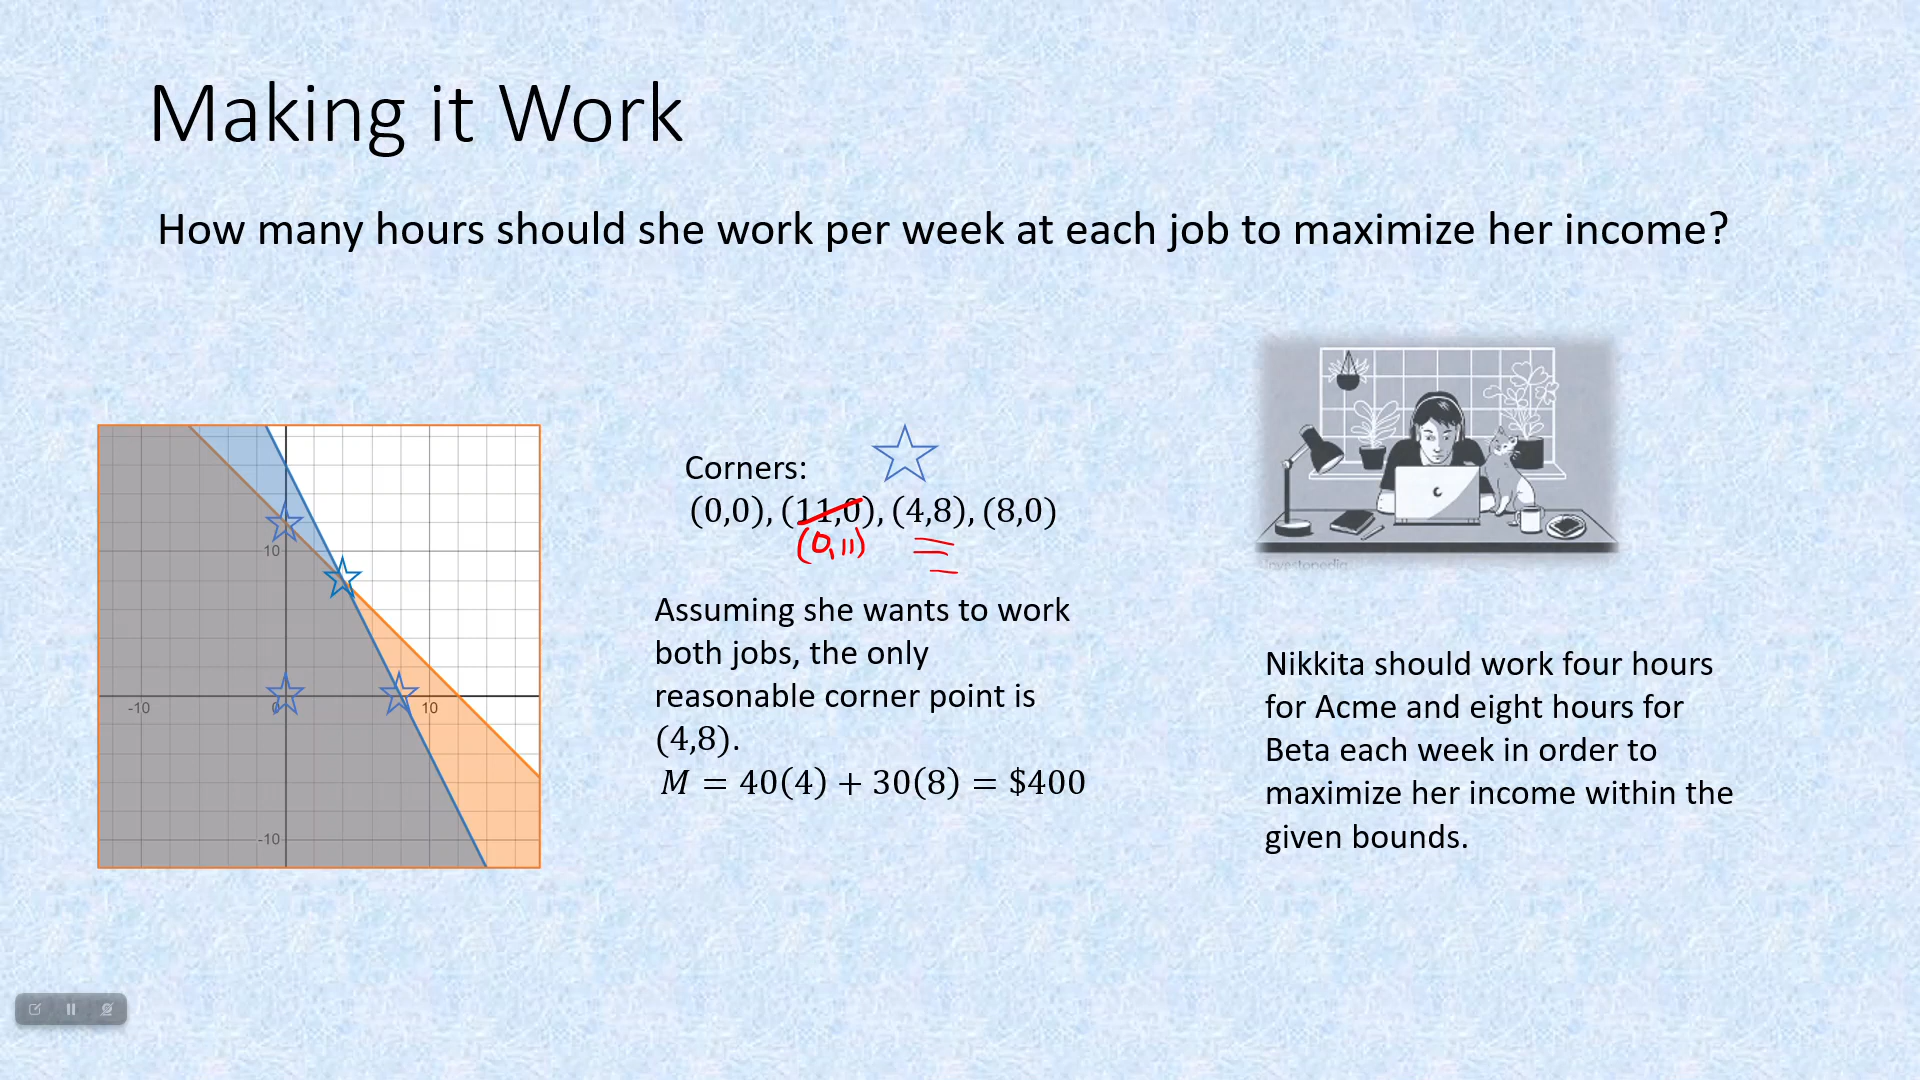 Making it Work
How many hours should she work per week at each job to maximize her income?
10
-10
0
10
-10
Corners:
(0,0), (11,0), (4,8), (8,0)
(0,11)
Assuming she wants to work
both jobs, the only
reasonable corner point is
(4,8).
M = 40(4) + 30(8) = $400
Investopedia
Nikkita should work four hours
for Acme and eight hours for
Beta each week in order to
maximize her income within the
given bounds.